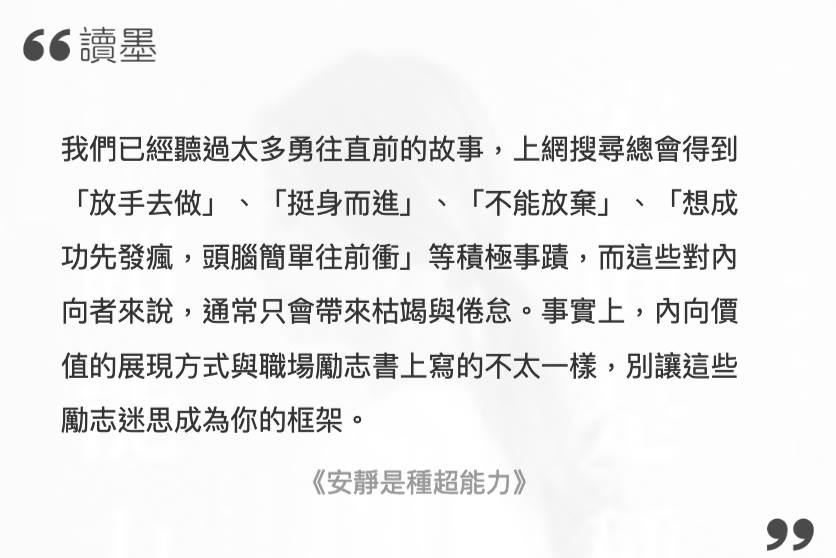 讀墨
我們已經聽過太多勇往直前的故事，上網搜尋總會得到
「放手去做」、「挺身而進」、「不能放棄」、「想成
功先發瘋，頭腦簡單往前衝」等積極事蹟，而這些對內
向者來說，通常只會帶來枯竭與倦怠。事實上，內向價
值的展現方式與職場勵志書上寫的不太一樣，別讓這些
勵志迷思成為你的框架。
《安靜是種超能力》